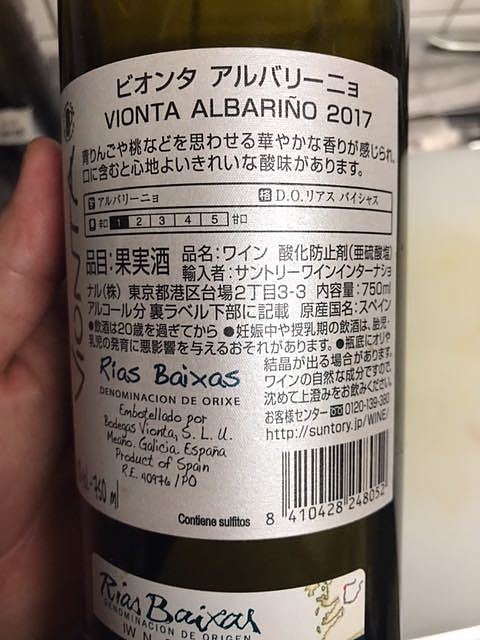 ビオンタ アルバリーニョ
VIONTA ALBARIÑO 2017
青りんごや桃などを思わせる華やかな香りが感じられ、
口に含むと心地よいきれいな酸味があります。
アルバリーニョ 格 D.O.リアス バイシャス
辛口 1 2 3 4 5 甘口
品目:果実酒 品名:ワイン 酸化防止剤(亜硫酸塩)
輸入者:サントリーワインインターナショ
ナル(株) 東京都港区台場2丁目3-3 内容量:750ml
アルコール分 裏ラベル下部に記載 原産国名:スペイン
●飲酒は20歳を過ぎてから ●妊娠中や授乳期の飲酒は、胎児・
乳児の発育に悪影響を与えるおそれがあります。 ●瓶底にオリや
結晶が出る場合があります。
ワインの自然な成分ですので、
沈めて上澄みをお飲みください。
お客様センター 0120-139-380
http://suntory.jp/WINE/
Rias Baixas
DENOMINACION DE ORIXE
Embotellado por
Bodegas Vionta, S. L. U.
Meaño. Galicia. España
Product of Spain
R.E. 40976 /PO
750 ml
Contiene sulfitos
8 410428 248052
VIONTA
Rias Baixas
DENOMINACIÓN DE ORIGEN